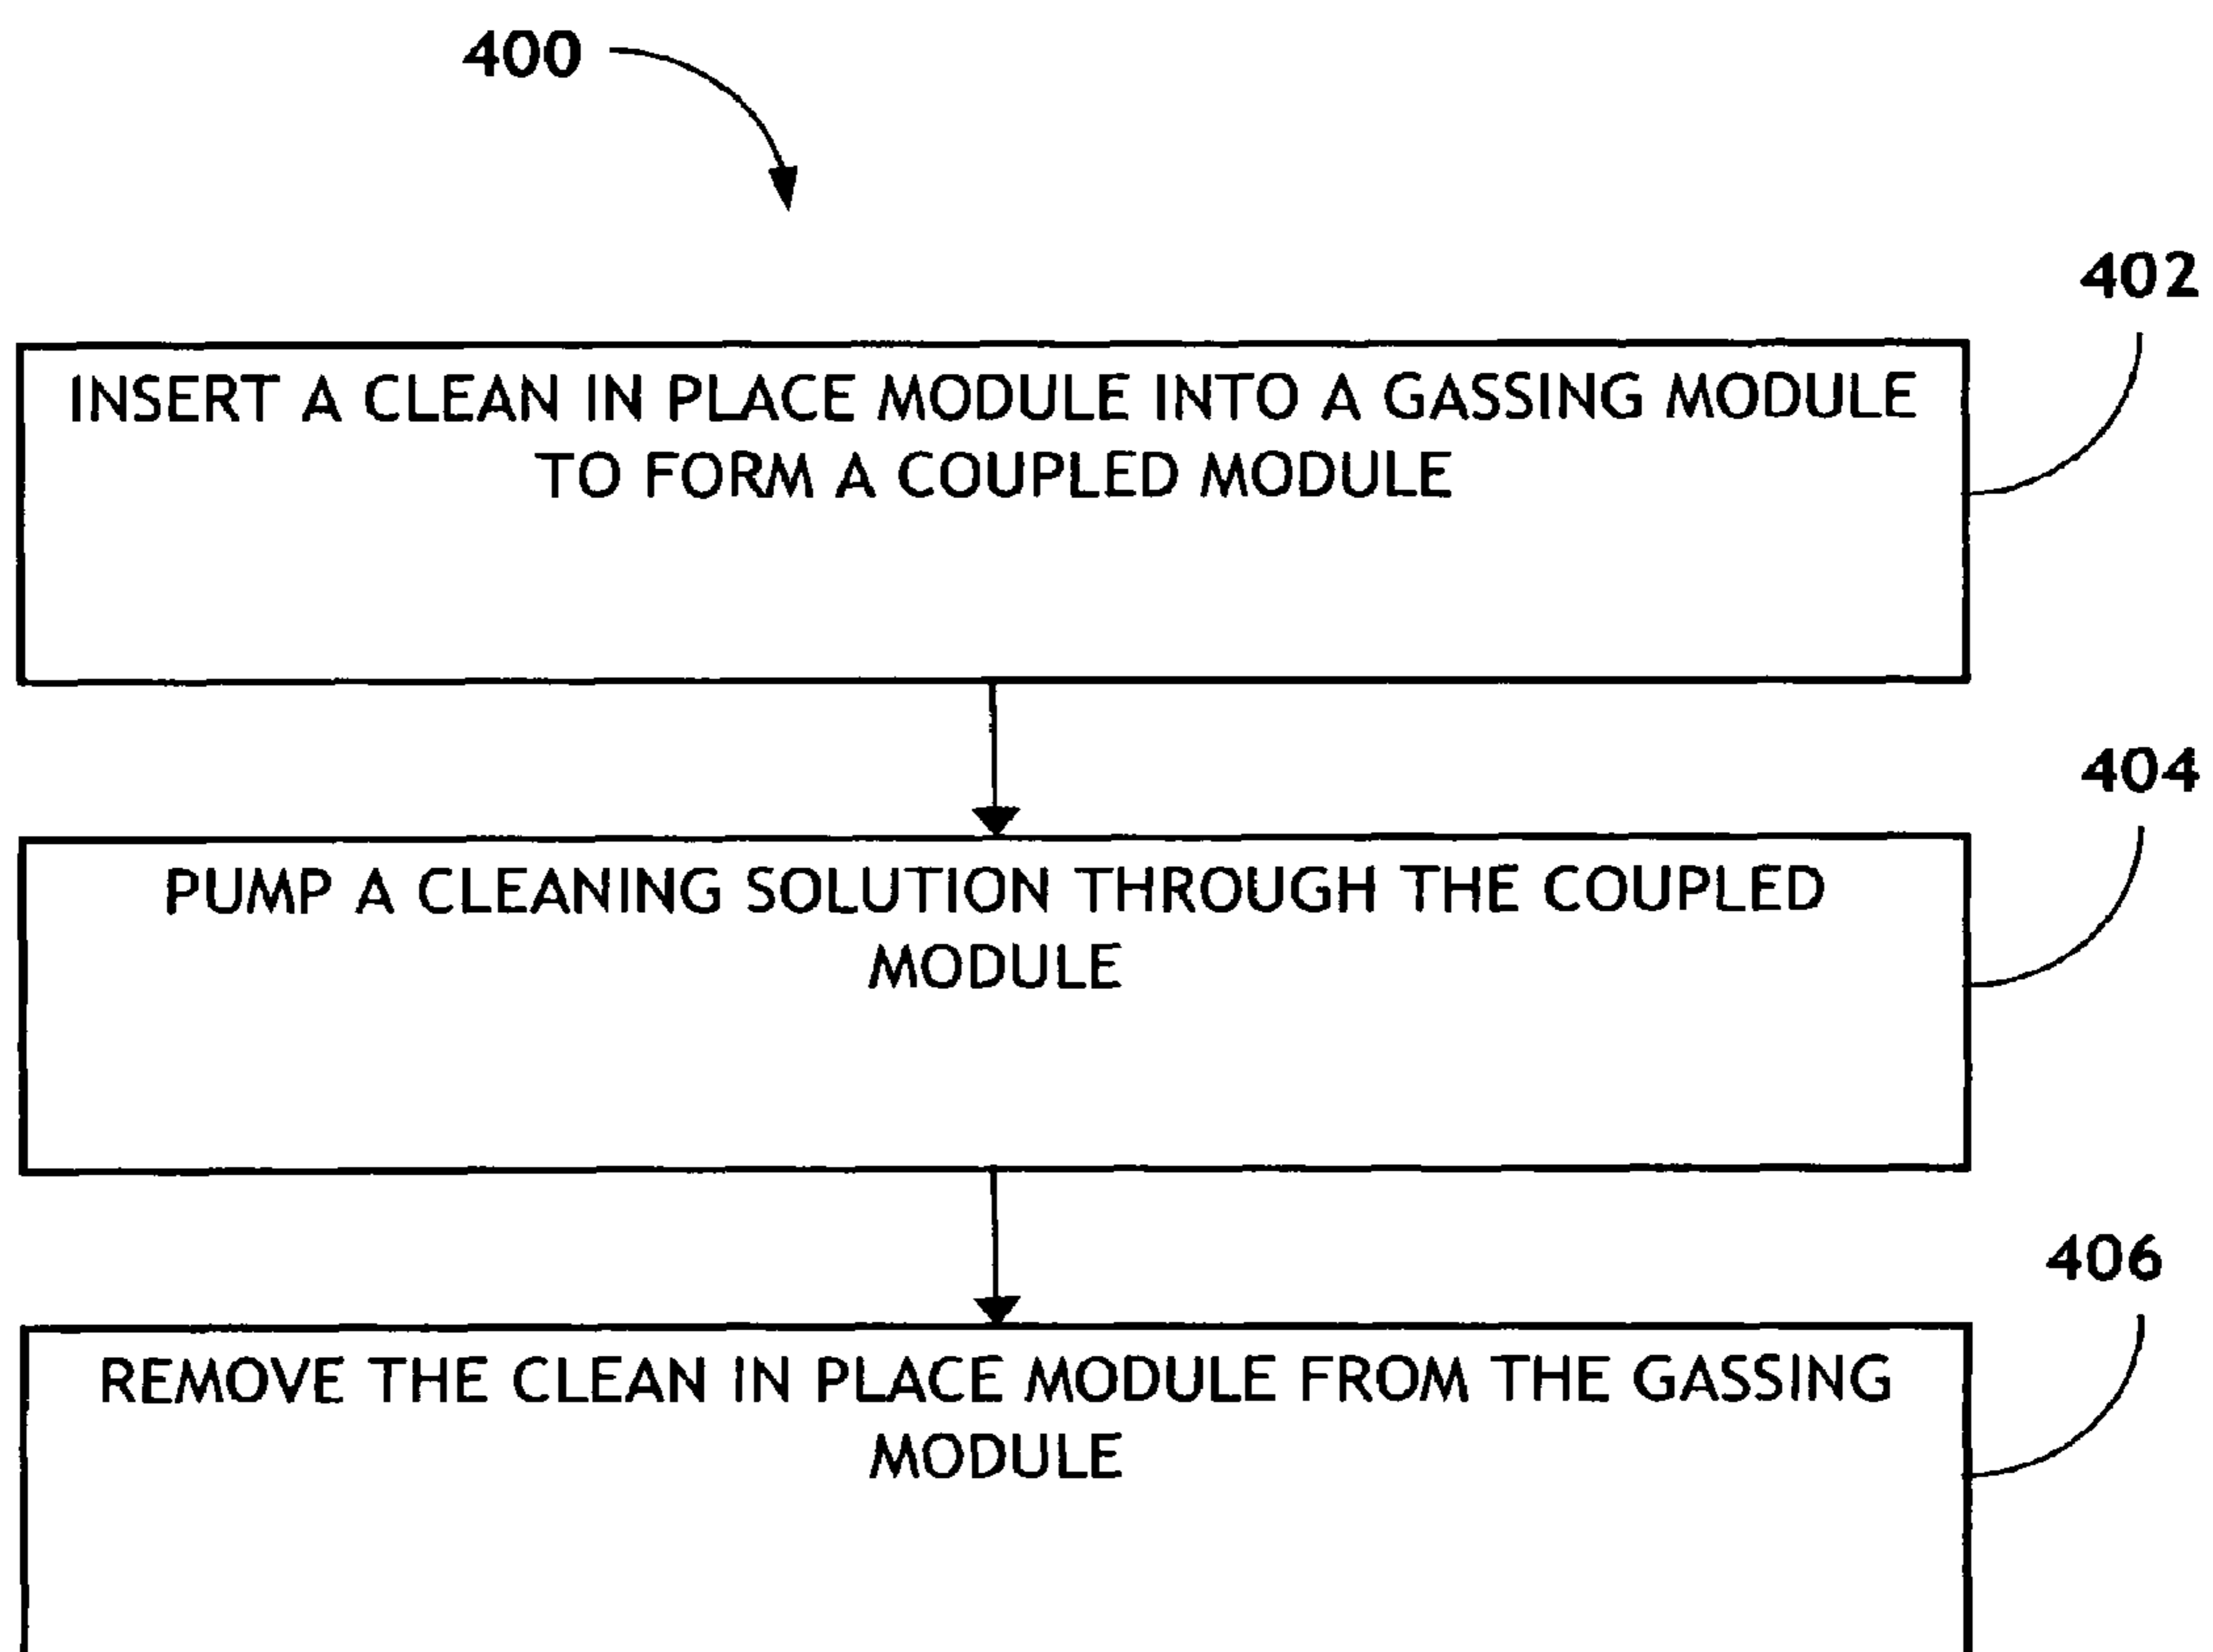 400
402
INSERT A CLEAN IN PLACE MODULE INTO A GASSING MODULE
TO FORM A COUPLED MODULE
404
PUMP A CLEANING SOLUTION THROUGH THE COUPLED
MODULE
406
REMOVE THE CLEAN IN PLACE MODULE FROM THE GASSING
MODULE